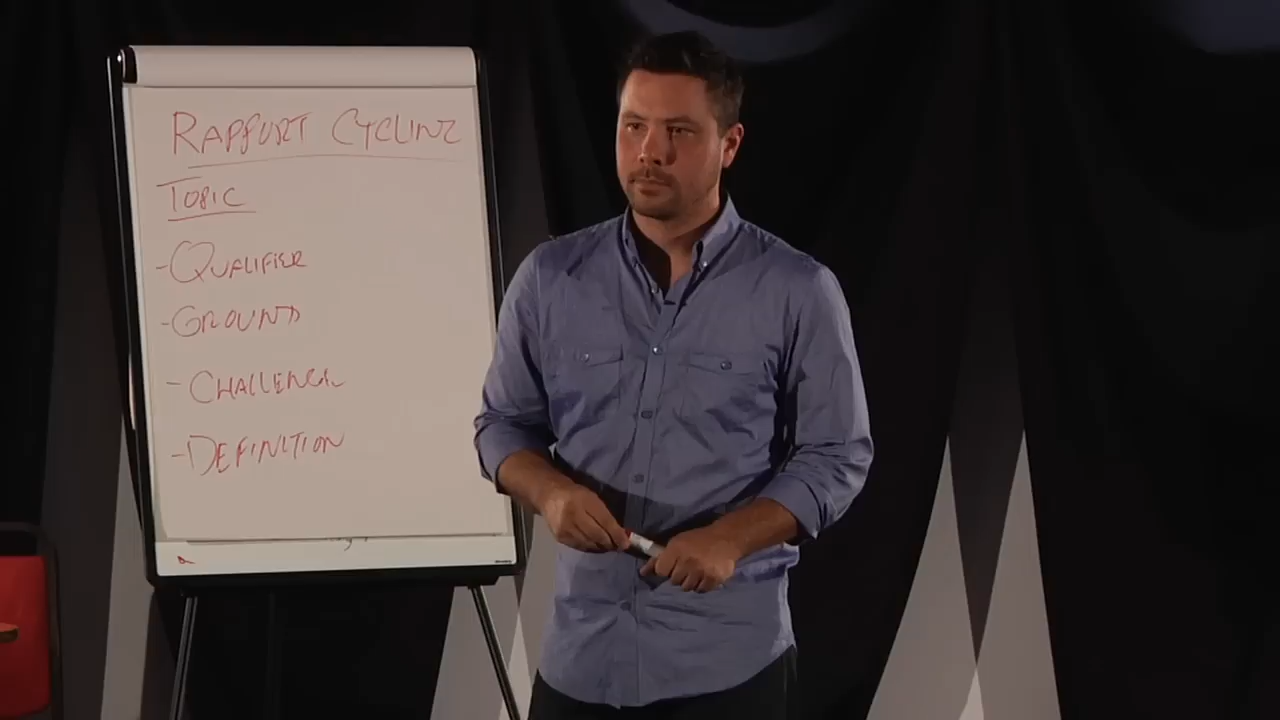 RAPPORT CYCLING
TOPIC
- QUALIFIER
- GROUND
- CHALLENGE
- DEFINITION